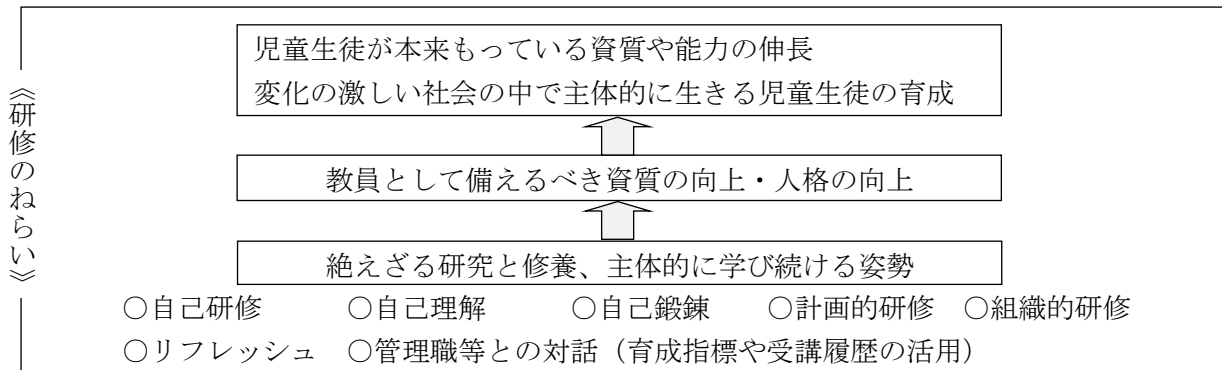 《研修のねらい》
児童生徒が本来もっている資質や能力の伸長
変化の激しい社会の中で主体的に生きる児童生徒の育成
教員として備えるべき資質の向上・人格の向上
絶えざる研究と修養、主体的に学び続ける姿勢
○自己研修 ○自己理解 ○自己鍛錬 ○計画的研修 ○組織的研修
○リフレッシュ ○管理職等との対話（育成指標や受講履歴の活用）